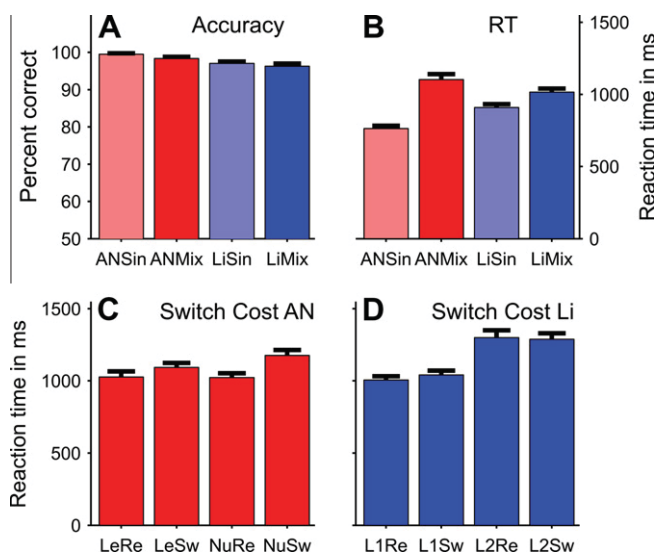 A Accuracy
Percent correct
100
90
80
70
60
50
ANSin ANMix LiSin LiMix
B RT
Reaction time in ms
1500
1000
500
0
ANSin ANMix LiSin LiMix
C Switch Cost AN
Reaction time in ms
1500
1000
500
0
LeRe LeSw NuRe NuSw
D Switch Cost Li
L1Re L1Sw L2Re L2Sw